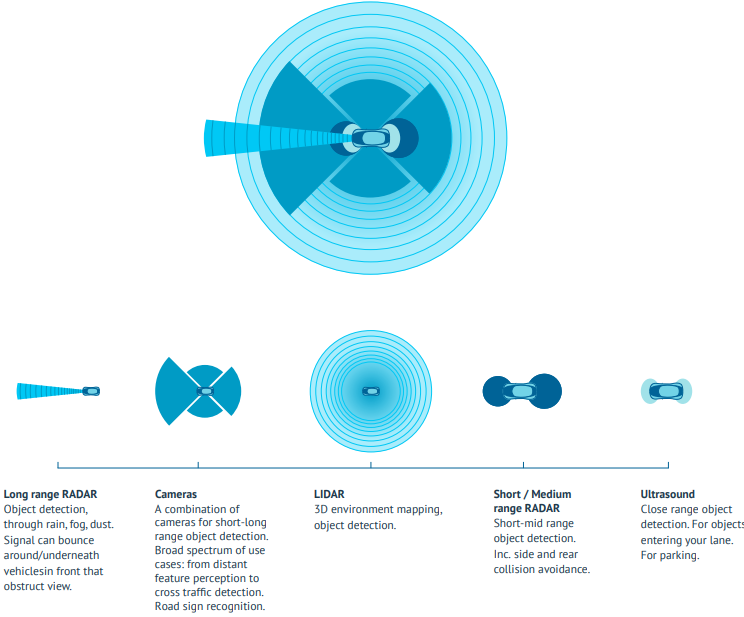 Long range RADAR
Object detection,
through rain, fog, dust.
Signal can bounce
around/underneath
vehiclesin front that
obstruct view.
Cameras
A combination of
cameras for short-long
range object detection.
Broad spectrum of use
cases: from distant
feature perception to
cross traffic detection.
Road sign recognition.
LIDAR
3D environment mapping,
object detection.
Short / Medium
range RADAR
Short-mid range
object detection.
Inc. side and rear
collision avoidance.
Ultrasound
Close range object
detection. For objects
entering your lane.
For parking.